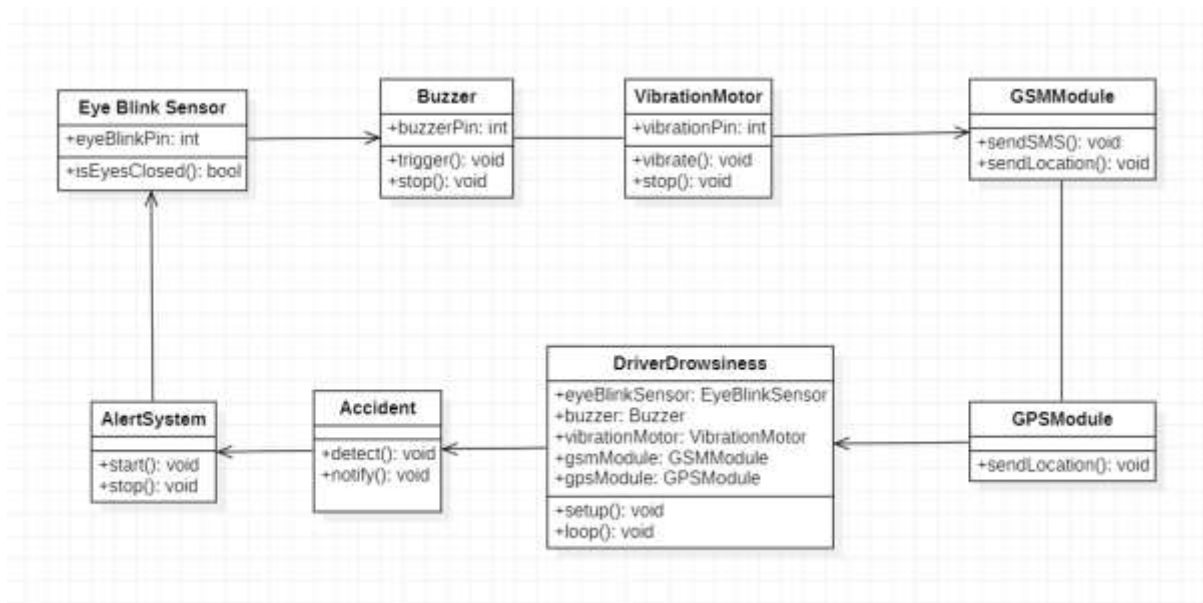 Eye Blink Sensor
+eyeBlinkPin: int
+isEyesClosed(): bool
Buzzer
+buzzerPin: int
+trigger(): void
+stop(): void
VibrationMotor
+vibrationPin: int
+vibrate(): void
+stop(): void
GSMModule
+sendSMS(): void
+sendLocation(): void
AlertSystem
+start(): void
+stop(): void
Accident
+detect(): void
+notify(): void
DriverDrowsiness
+eyeBlinkSensor: EyeBlinkSensor
+buzzer: Buzzer
+vibrationMotor: VibrationMotor
+gsmModule: GSMModule
+gpsModule: GPSModule
+setup(): void
+loop(): void
GPSModule
+sendLocation(): void